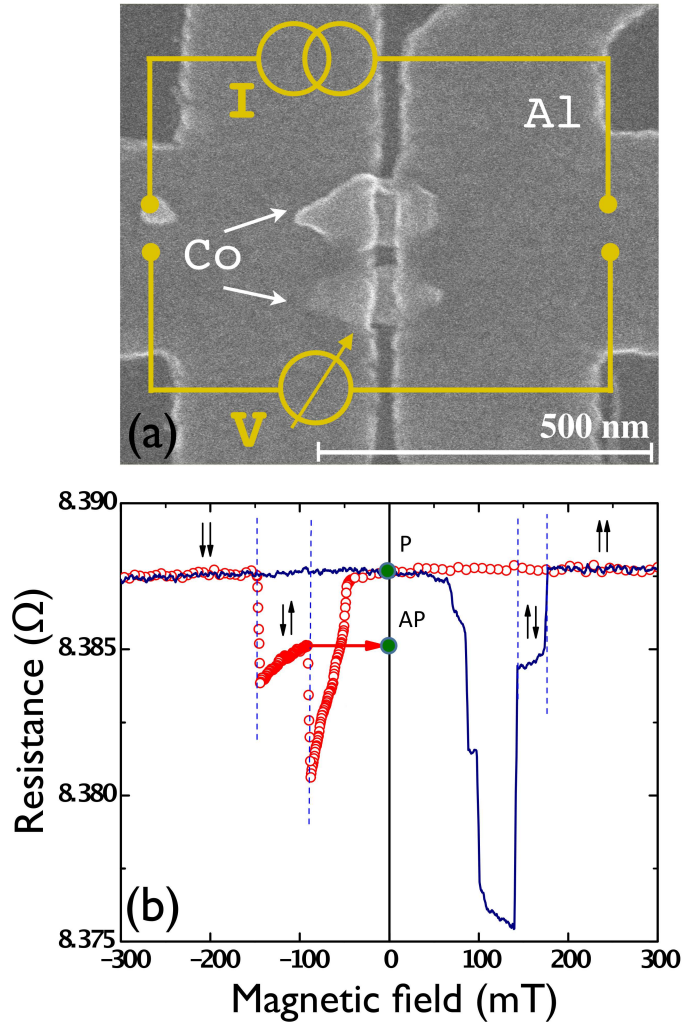 I
Al
Co
V
(a)
500 nm
8.390
8.385
8.380
8.375
Resistance (Ω)
P
AP
(b)
-300
-200
-100
0
100
200
300
Magnetic field (mT)